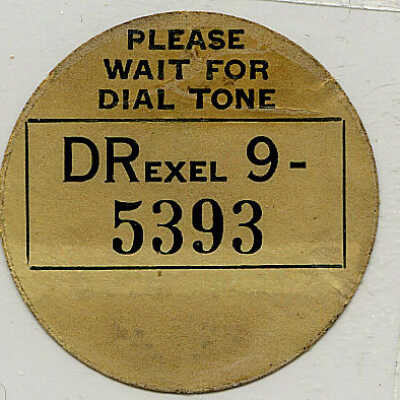 PLEASE
WAIT FOR
DIAL TONE
DREXEL 9-
5393